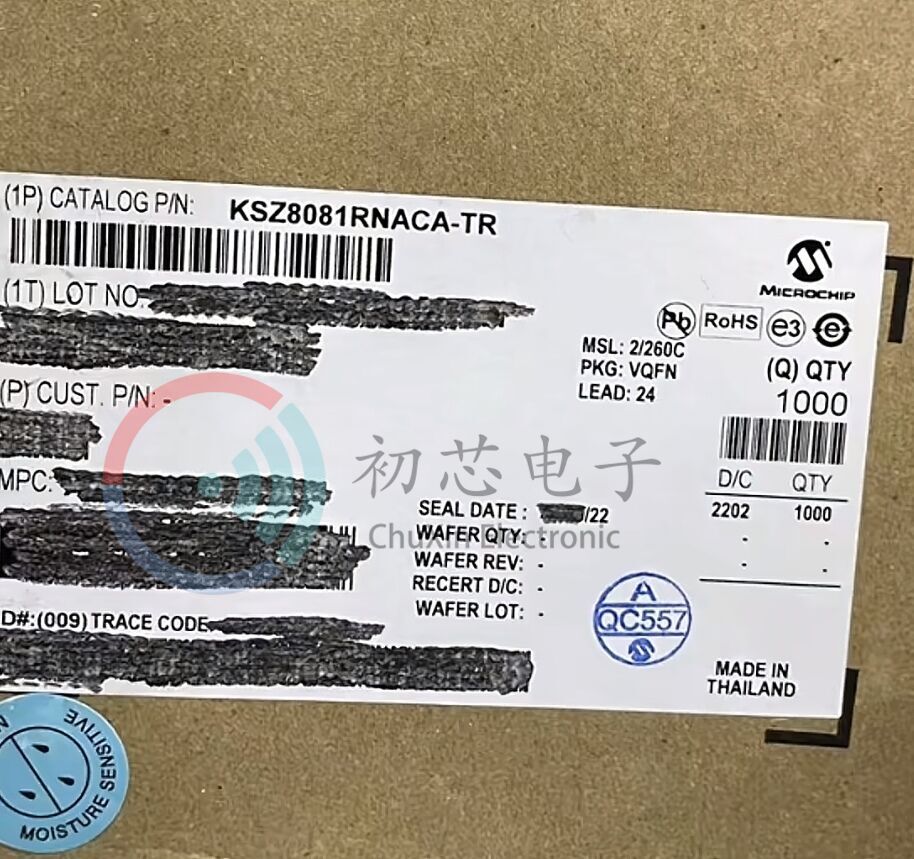 (1P) CATALOG P/N: KSZ8081RNACA-TR
MICROCHIP
(1T) LOT NO:
Pb RoHS e3 e
MSL: 2/260C
PKG: VQFN
LEAD: 24
(Q) QTY
1000
(P) CUST. P/N: -
初芯电子
ChuXin Electronic
MPC:
D/C QTY
2202 1000
- -
- -
SEAL DATE : /22
WAFER QTY: -
WAFER REV: -
RECERT D/C: -
WAFER LOT: -
A
QC557
D#:(009) TRACE CODE
MADE IN
THAILAND
MOISTURE SENSITIVE